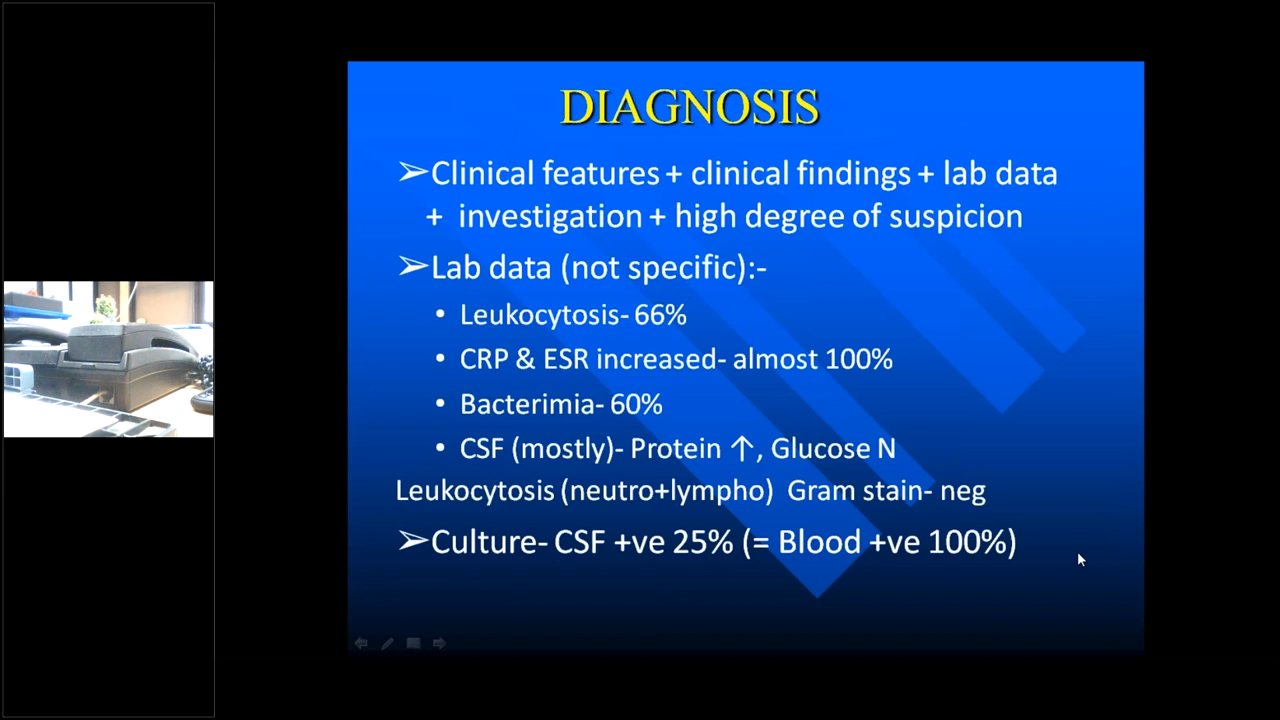 DIAGNOSIS
➢Clinical features + clinical findings + lab data
+ investigation + high degree of suspicion
➢Lab data (not specific):-
• Leukocytosis- 66%
• CRP & ESR increased- almost 100%
• Bacterimia- 60%
• CSF (mostly)- Protein ↑, Glucose N
Leukocytosis (neutro+lympho) Gram stain- neg
➢Culture- CSF +ve 25% (= Blood +ve 100%)